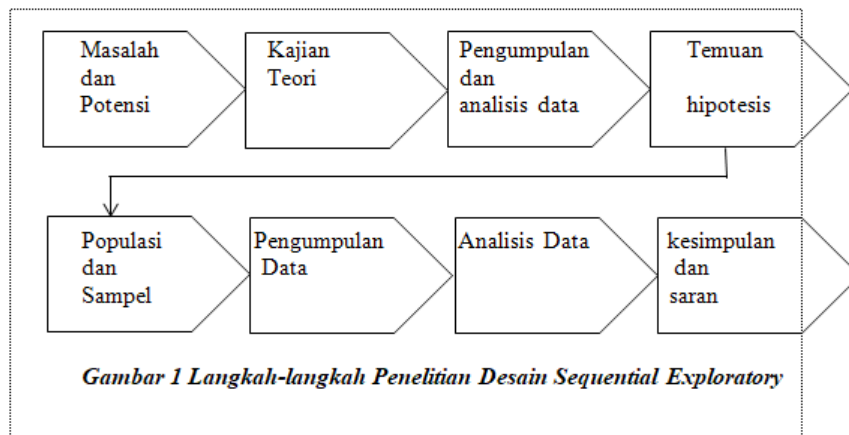 Masalah
dan
Potensi
Kajian
Teori
Pengumpulan
dan
analisis data
Temuan
hipotesis
Populasi
dan
Sampel
Pengumpulan
Data
Analisis Data
kesimpulan
dan
saran
Gambar 1 Langkah-langkah Penelitian Desain Sequential Exploratory